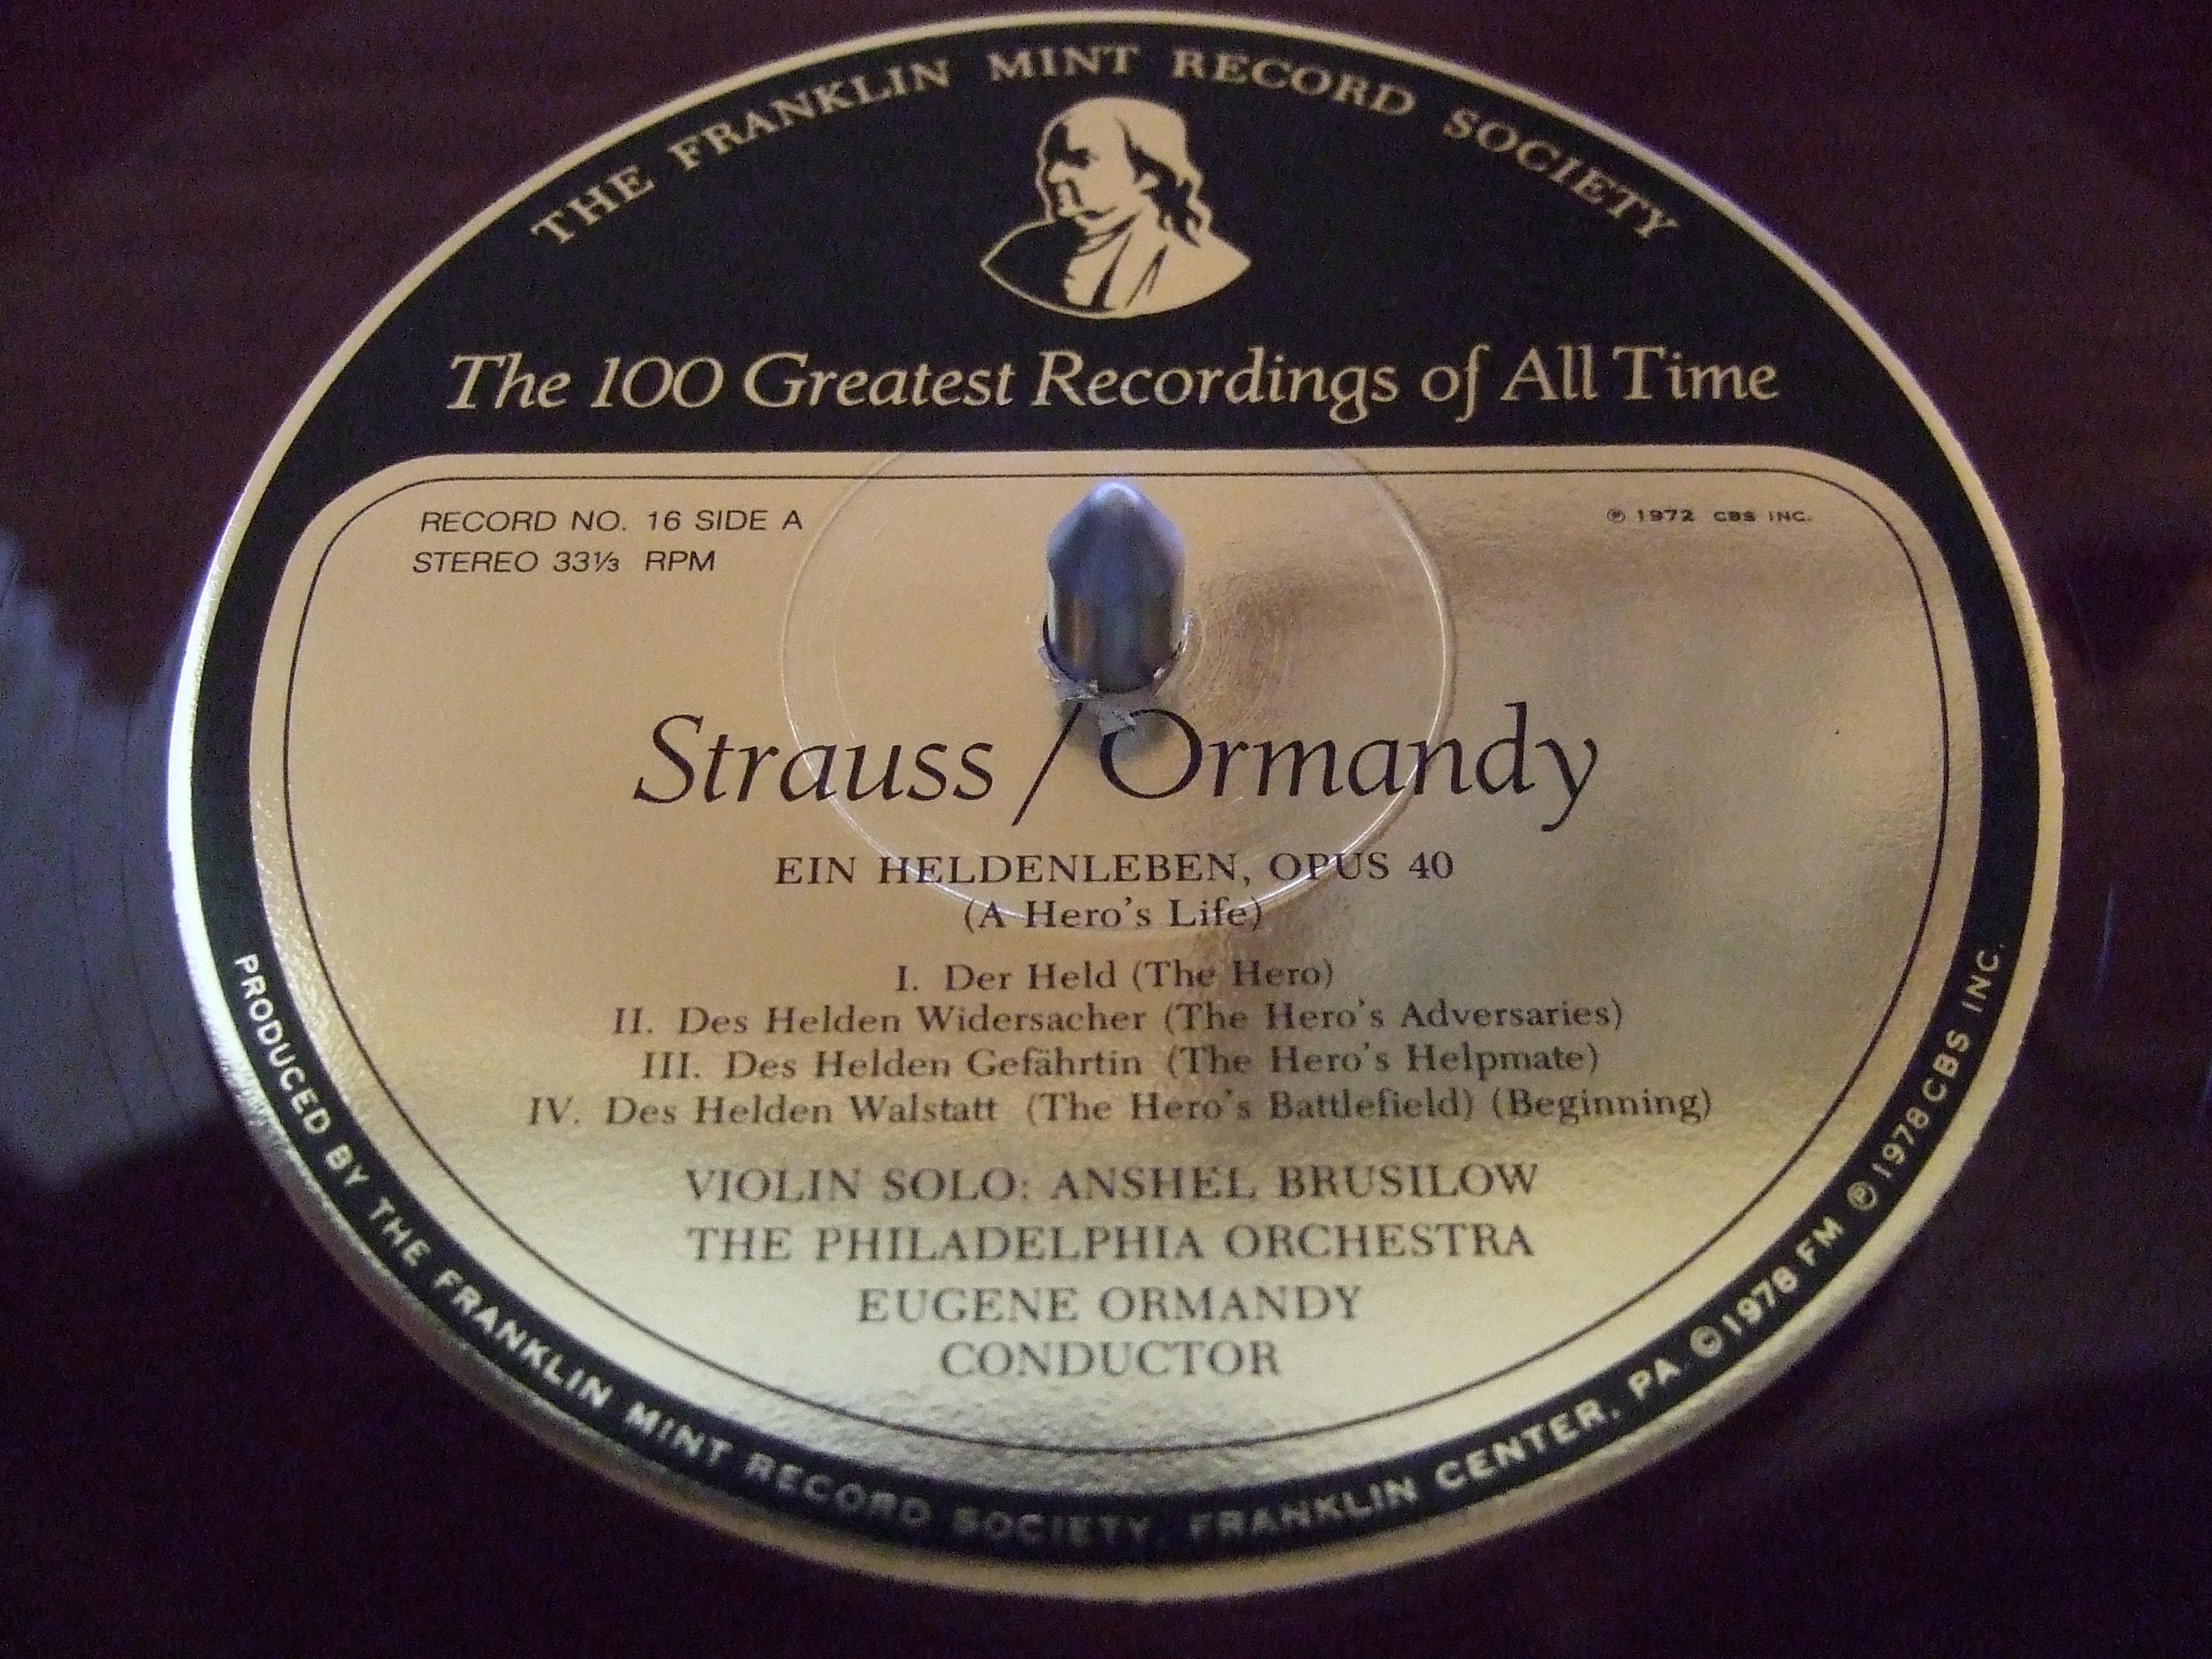 THE FRANKLIN MINT RECORD SOCIETY
The 100 Greatest Recordings of All Time
RECORD NO. 16 SIDE A
STEREO 33⅓ RPM
℗ 1972 CBS INC.
Strauss / Ormandy
EIN HELDENLEBEN, OPUS 40
(A Hero's Life)
I. Der Held (The Hero)
II. Des Helden Widersacher (The Hero's Adversaries)
III. Des Helden Gefährtin (The Hero's Helpmate)
IV. Des Helden Walstatt (The Hero's Battlefield) (Beginning)
VIOLIN SOLO: ANSHEL BRUSILOW
THE PHILADELPHIA ORCHESTRA
EUGENE ORMANDY
CONDUCTOR
PRODUCED BY THE FRANKLIN MINT RECORD SOCIETY, FRANKLIN CENTER, PA © 1978 FM ℗ 1978 CBS INC.